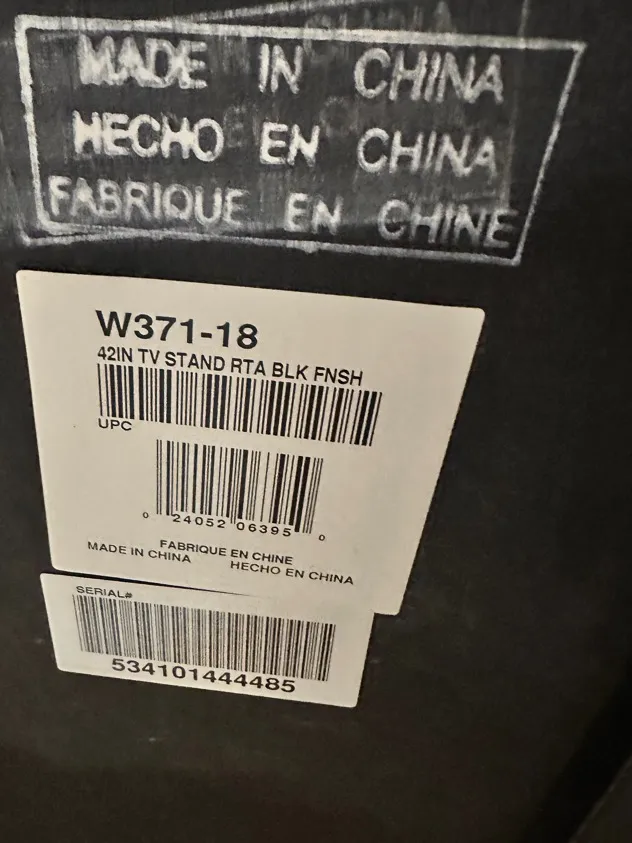 MADE IN CHINA
HECHO EN CHINA
FABRIQUE EN CHINE
W371-18
42IN TV STAND RTA BLK FNSH
UPC
0 24052 06395 0
FABRIQUE EN CHINE
MADE IN CHINA HECHO EN CHINA
SERIAL#
534101444485